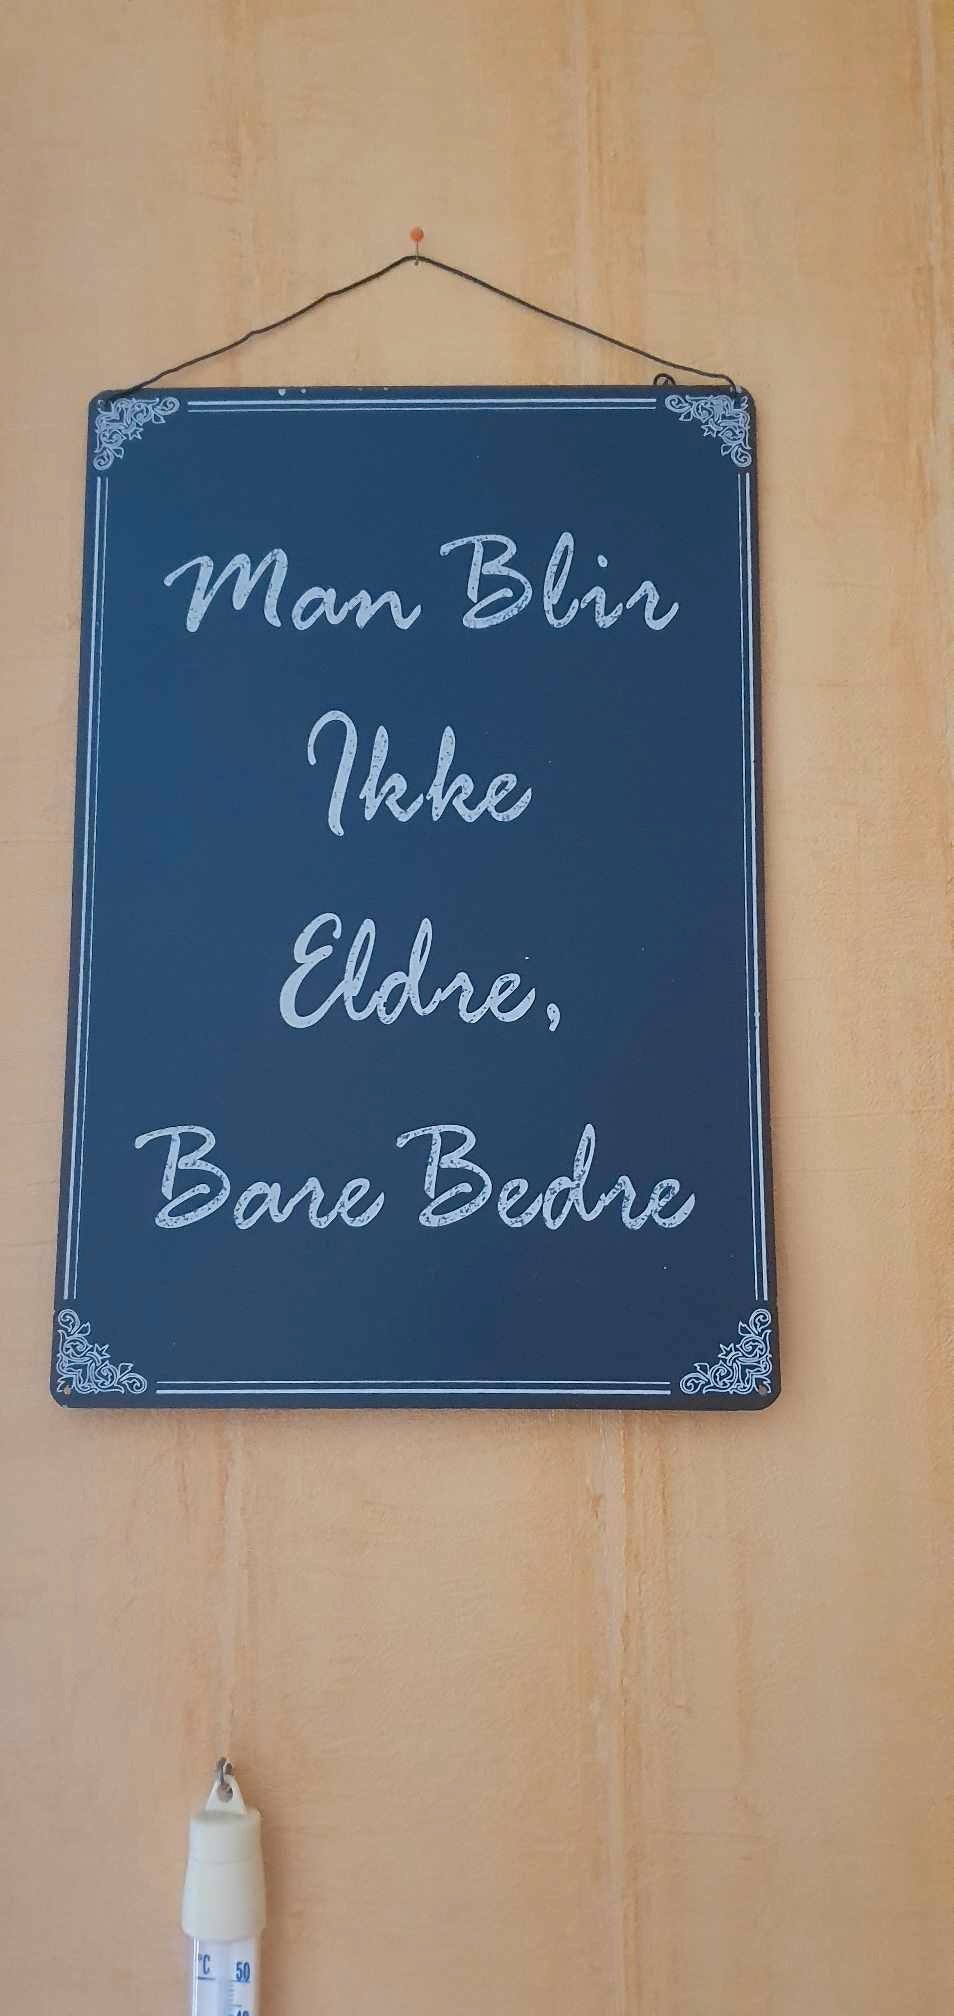 Man Blir
Ikke
Eldre,
Bare Bedre
°C
50